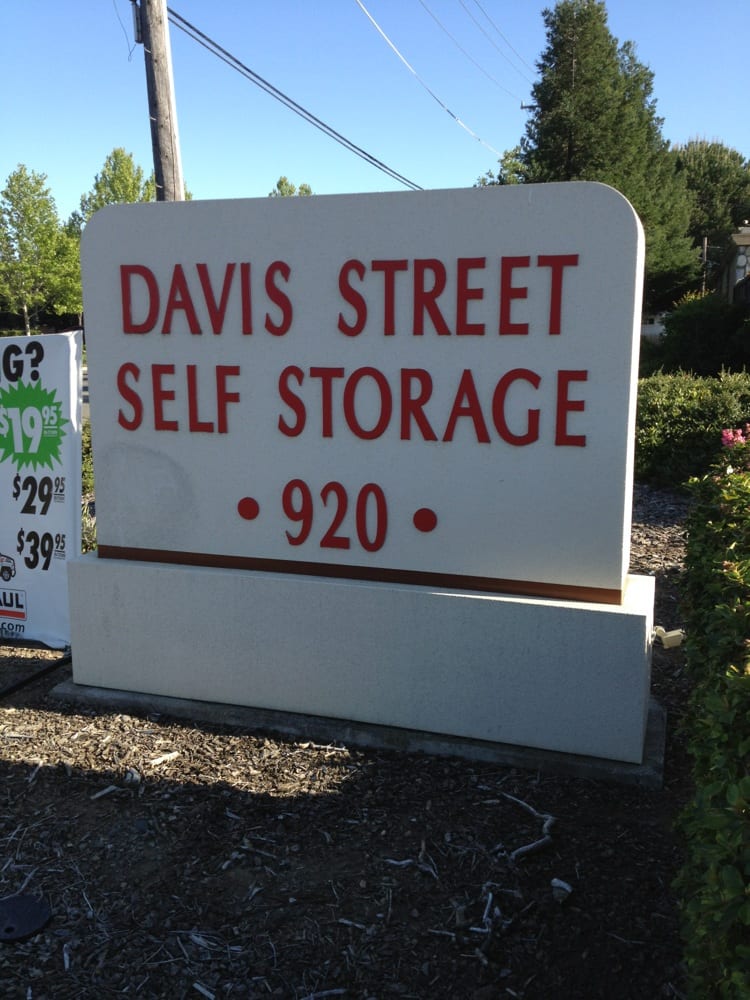 DAVIS STREET
SELF STORAGE
• 920 •
G?
$19.95
$29.95
$39.95
AUL
.com